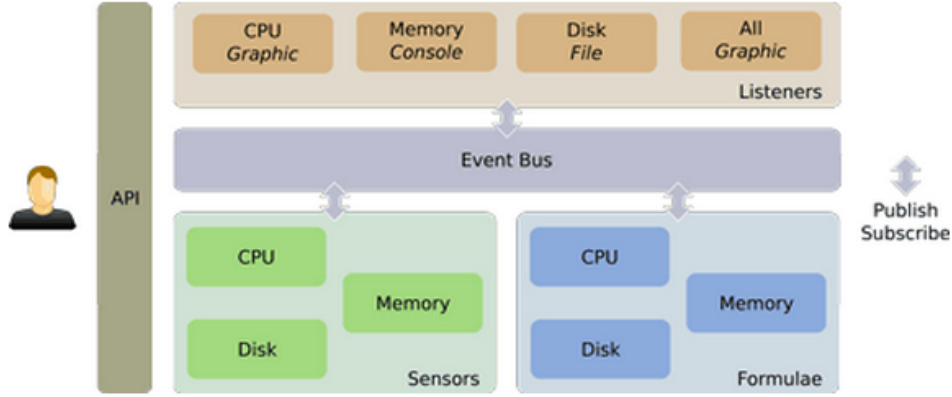 CPU
Graphic
Memory
Console
Disk
File
All
Graphic
Listeners
Event Bus
API
Publish
Subscribe
CPU
Memory
Disk
Sensors
CPU
Memory
Disk
Formulae